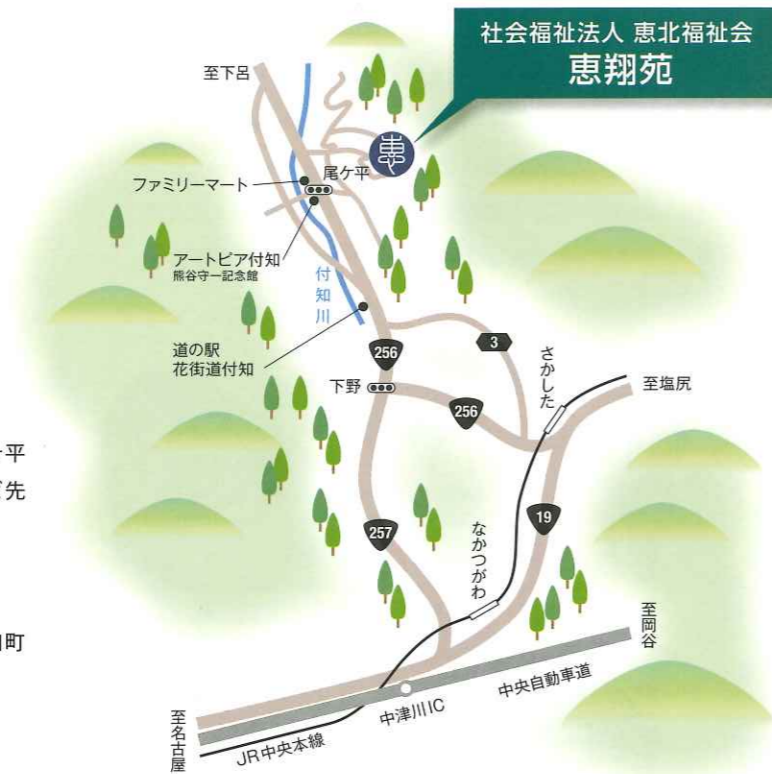 社会福祉法人 恵北福祉会
恵翔苑
至下呂
恵
尾ケ平
ファミリーマート
アートピア付知
熊谷守一記念館
付知川
道の駅
花街道付知
256
3
さかした
下野
256
至塩尻
ケ平
ご先
257
19
なかつがわ
町
至岡谷
中央自動車道
中津川IC
至名古屋
JR中央本線